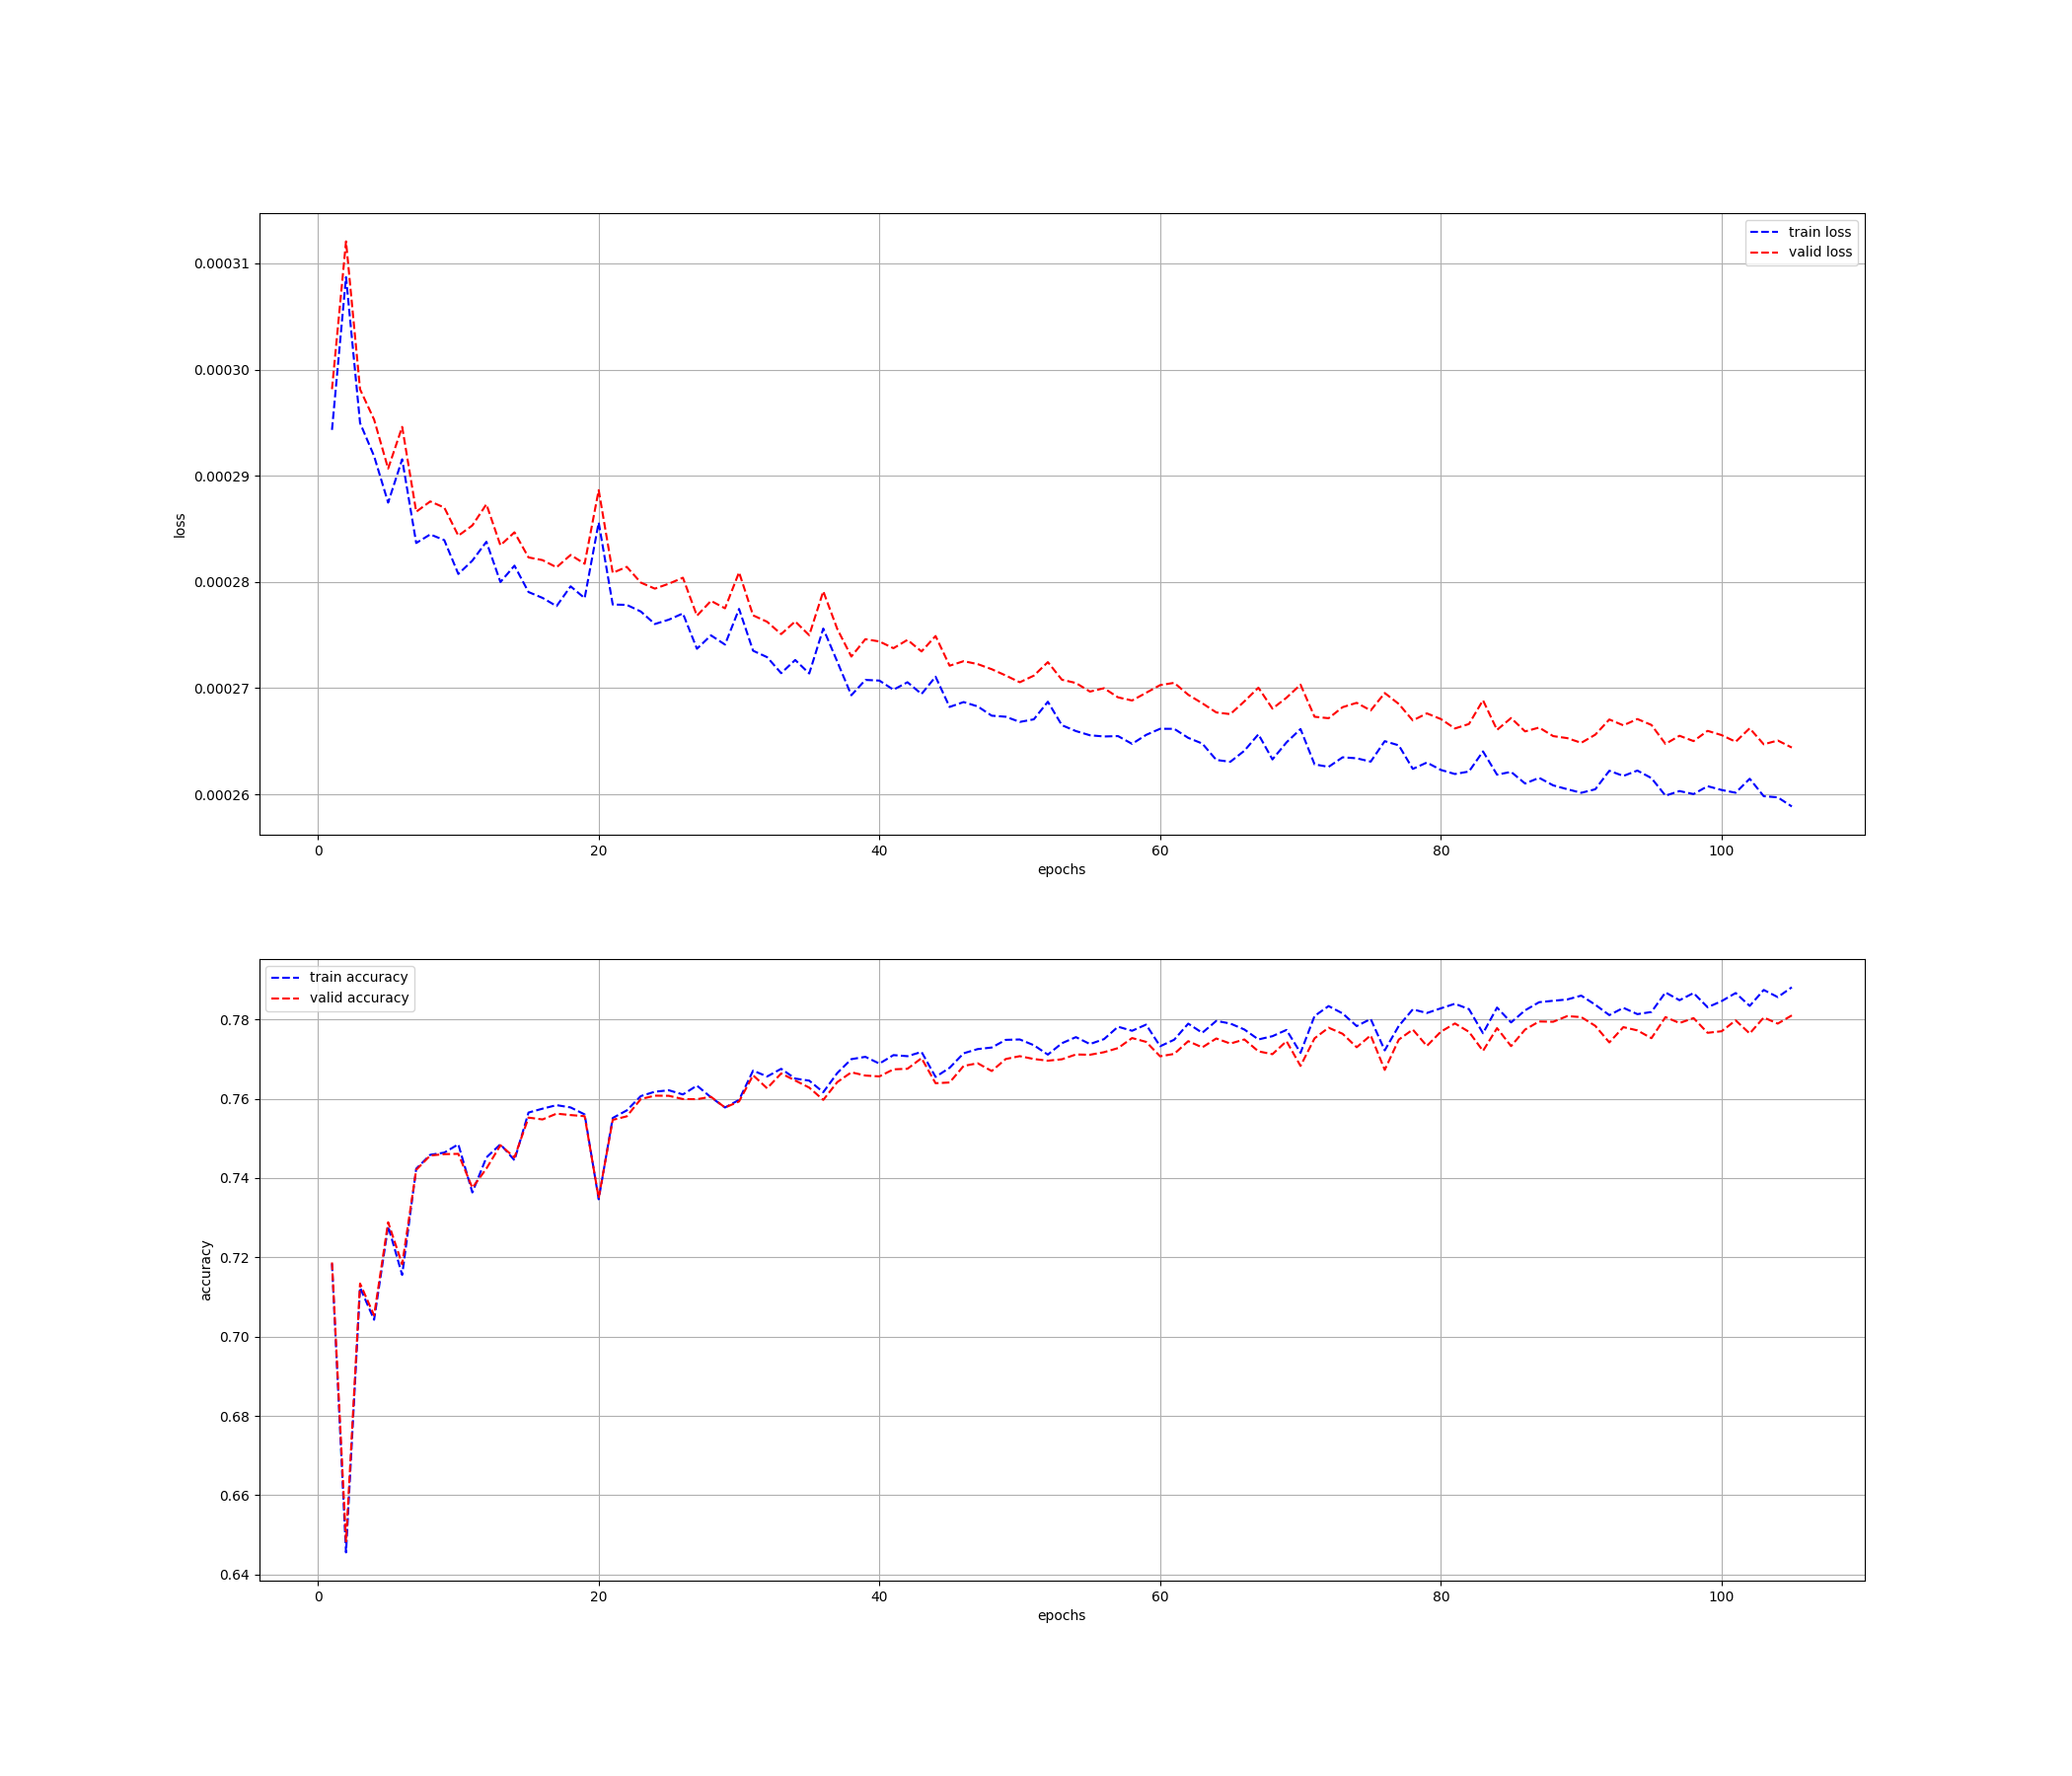 train loss
valid loss
0.00031
0.00030
0.00029
0.00028
0.00027
0.00026
loss
0 20 40 60 80 100
epochs
train accuracy
valid accuracy
0.78
0.76
0.74
0.72
0.70
0.68
0.66
0.64
accuracy
0 20 40 60 80 100
epochs